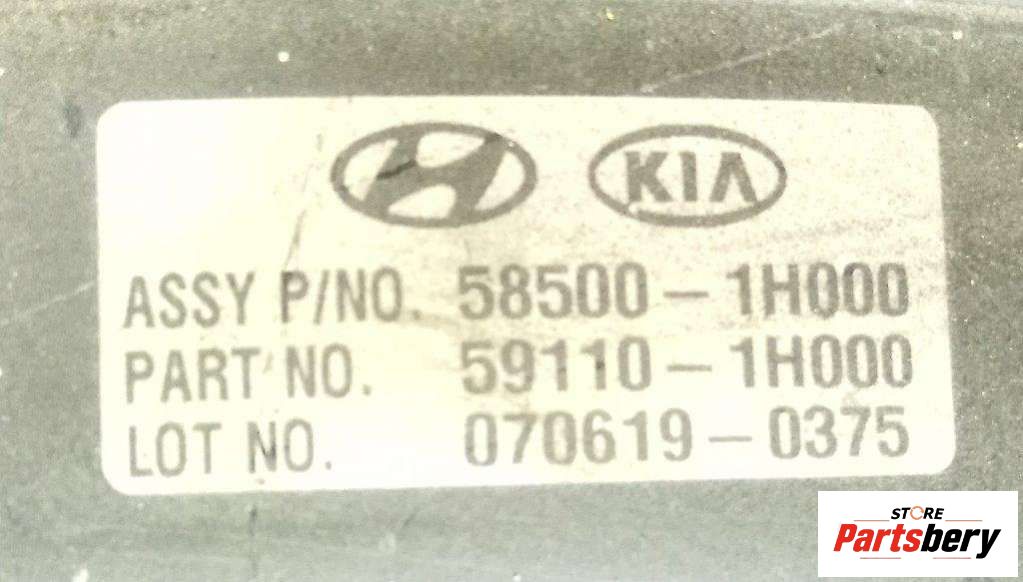 KIA
ASSY P/NO. 58500-1H000
PART NO. 59110-1H000
LOT NO. 070619-0375
STORE
Partsbery